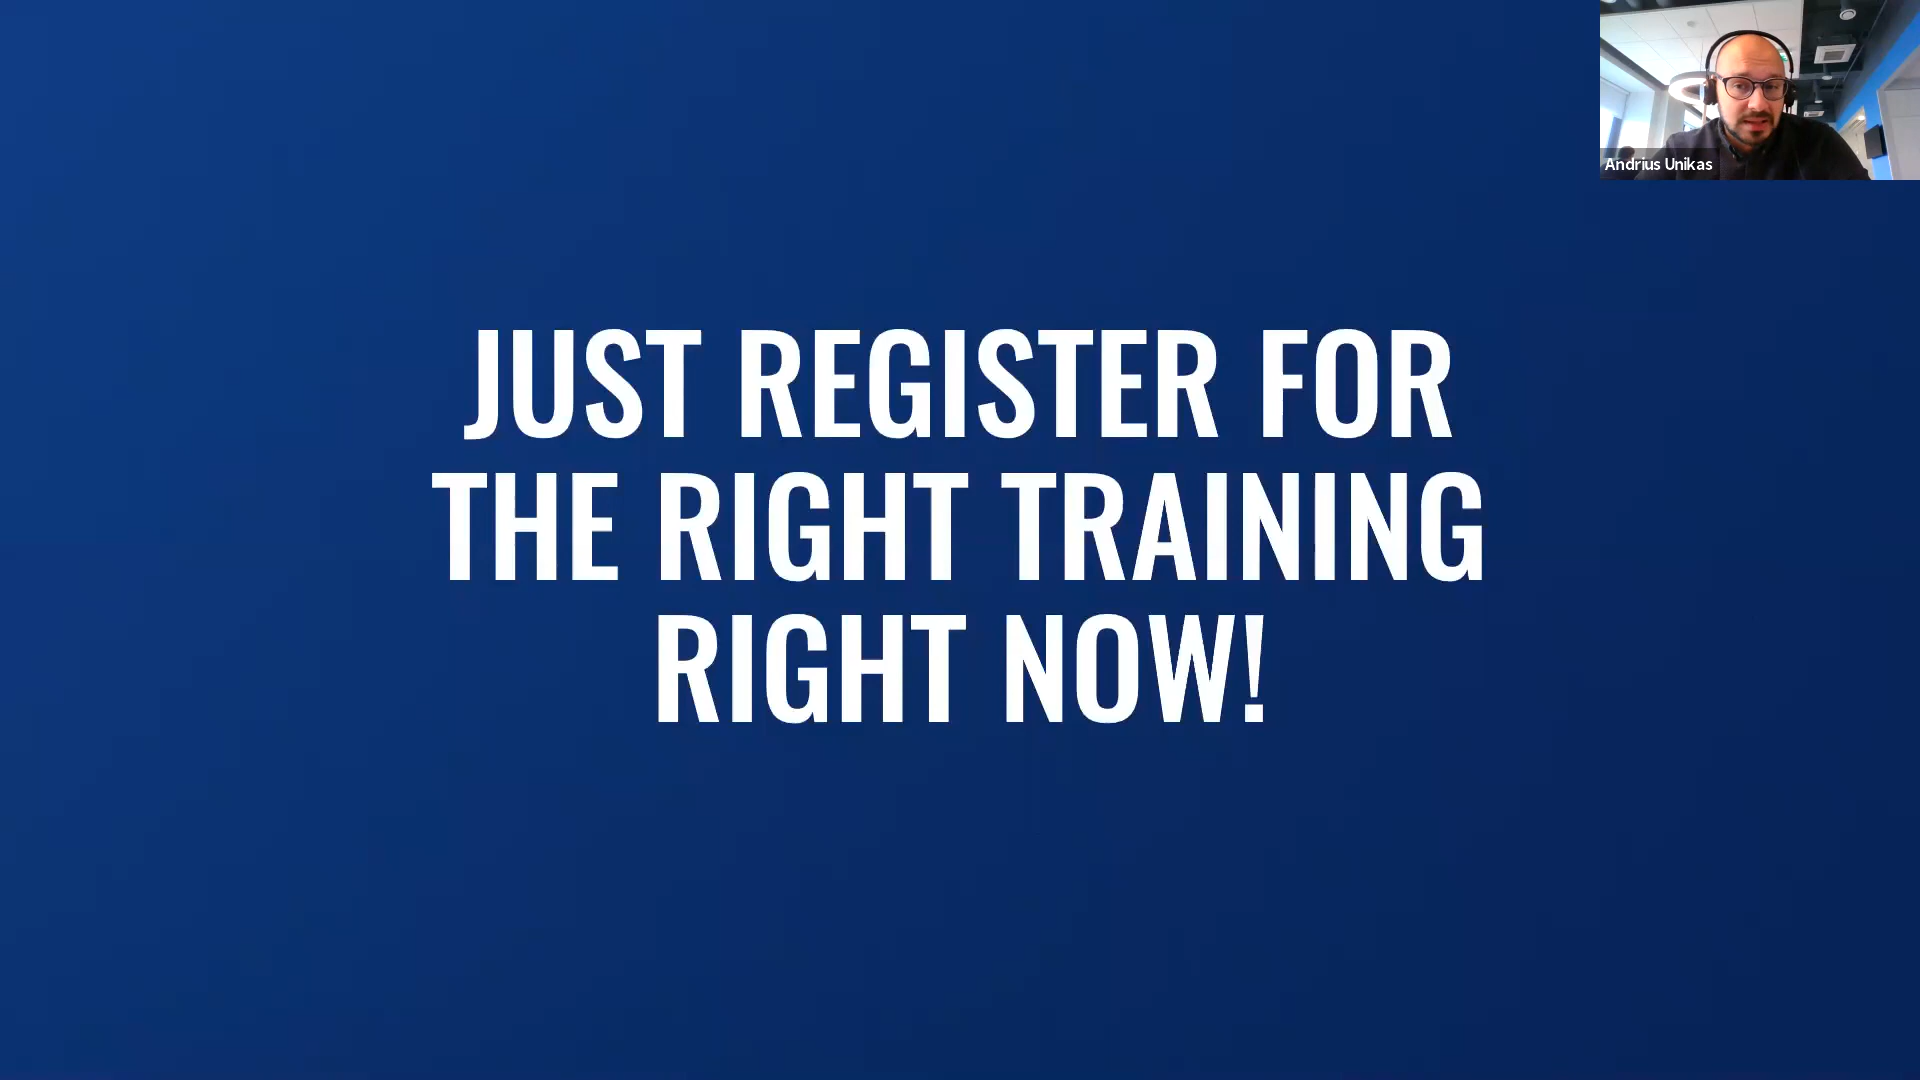 Andrius Unikas
JUST REGISTER FOR
THE RIGHT TRAINING
RIGHT NOW!